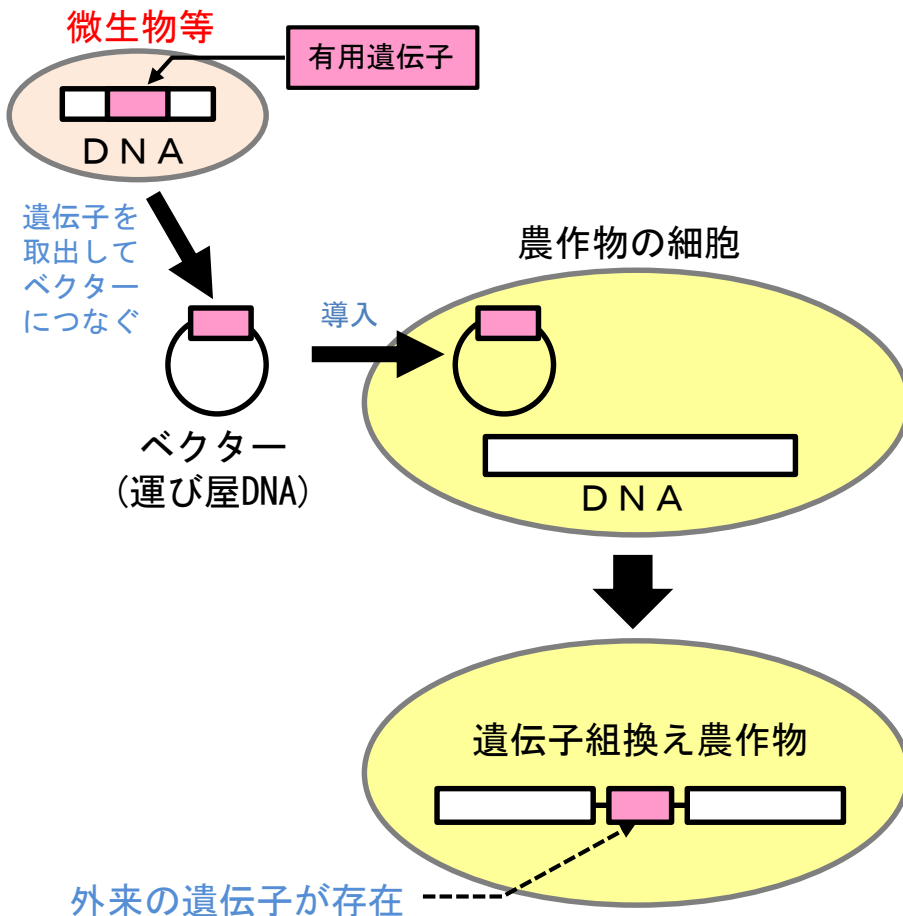 微生物等
有用遺伝子
ＤＮＡ
遺伝子を
取出して
ベクター
につなぐ
農作物の細胞
導入
ベクター
(運び屋DNA)
ＤＮＡ
遺伝子組換え農作物
外来の遺伝子が存在